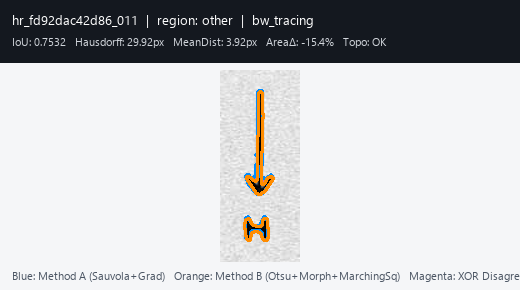 hr_fd92dac42d86_011 | region: other | bw_tracing
IoU: 0.7532 Hausdorff: 29.92px MeanDist: 3.92px AreaΔ: -15.4% Topo: OK
Blue: Method A (Sauvola+Grad) Orange: Method B (Otsu+Morph+MarchingSq) Magenta: XOR Disagre